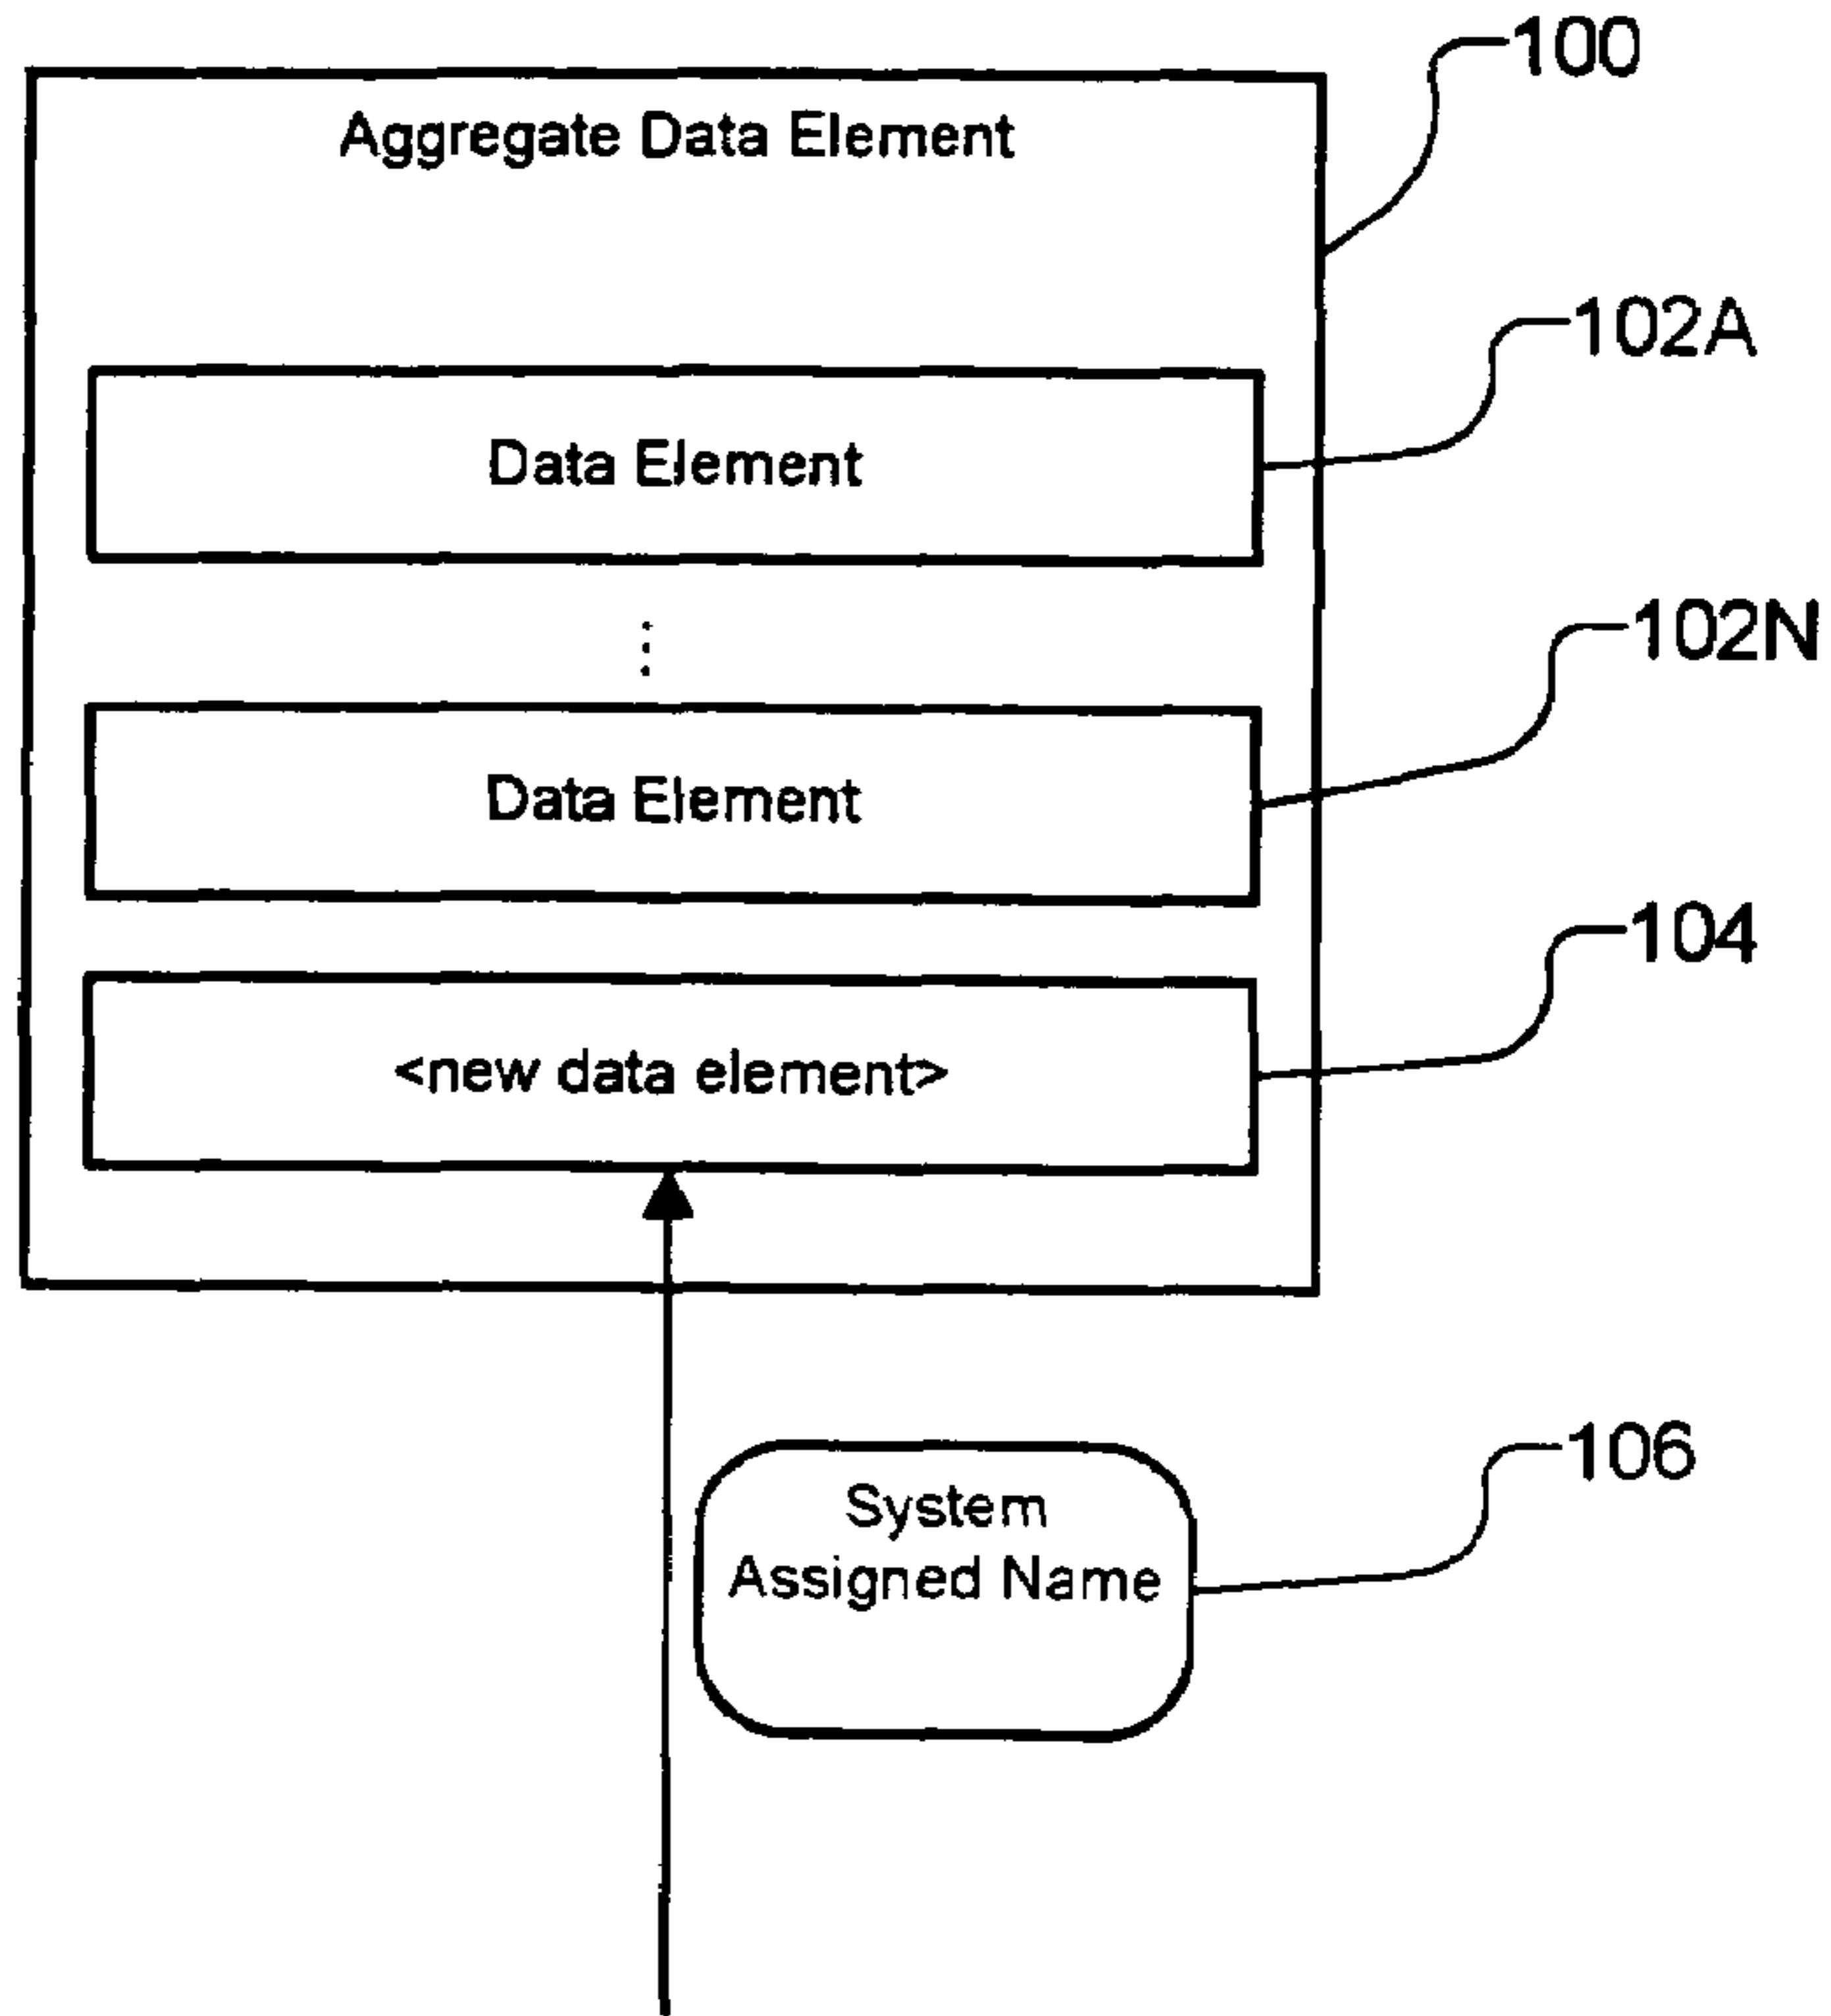 100
Aggregate Data Element
102A
Data Element
102N
Data Element
104
<new data element>
106
System
Assigned Name